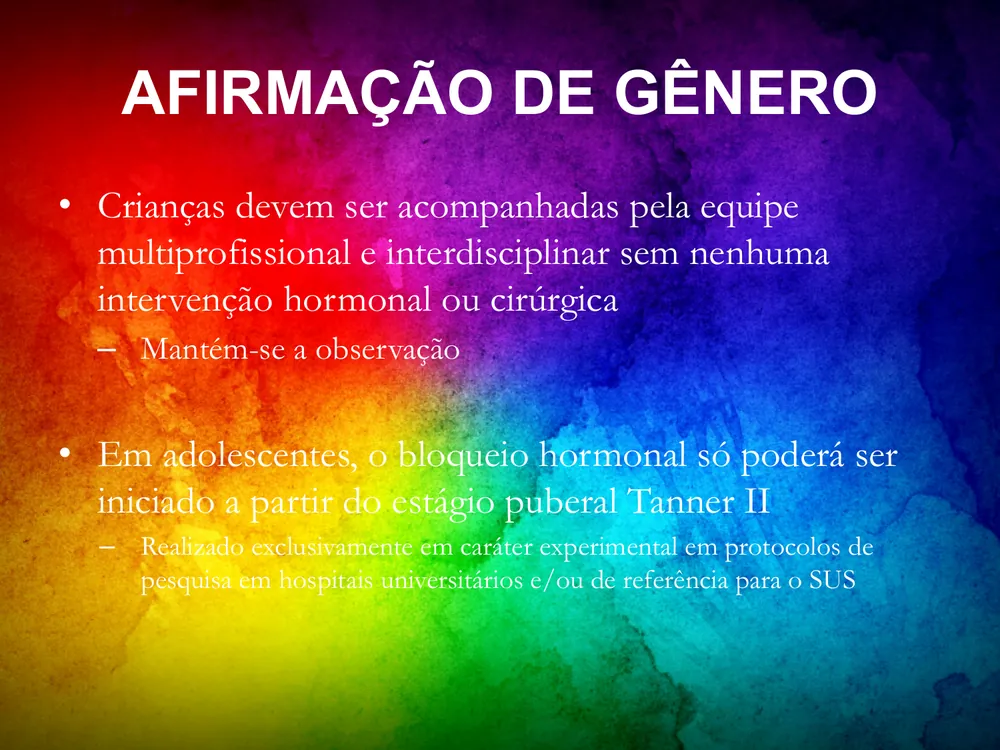 AFIRMAÇÃO DE GÊNERO
• Crianças devem ser acompanhadas pela equipe
multiprofissional e interdisciplinar sem nenhuma
intervenção hormonal ou cirúrgica
– Mantém-se a observação
• Em adolescentes, o bloqueio hormonal só poderá ser
iniciado a partir do estágio puberal Tanner II
– Realizado exclusivamente em caráter experimental em protocolos de
pesquisa em hospitais universitários e/ou de referência para o SUS